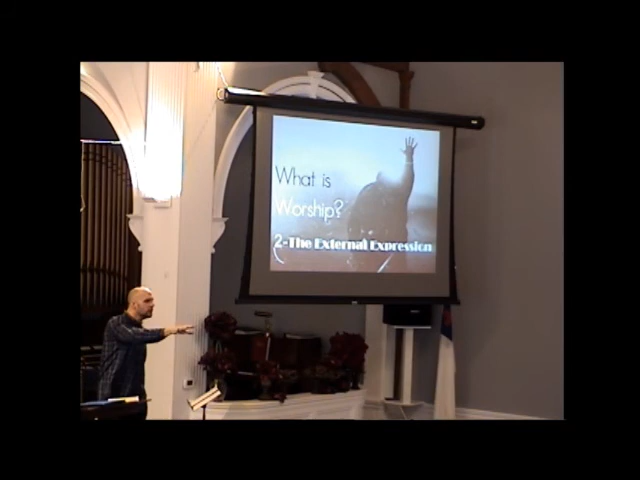 What is
Worship?
2-The External Expression